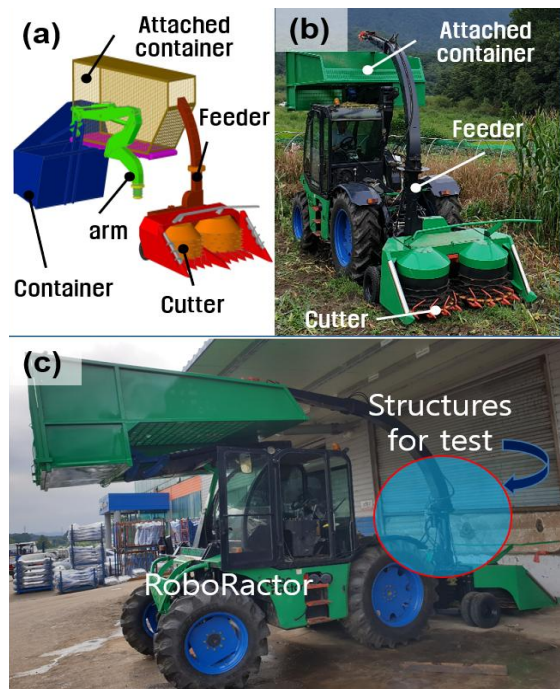 (a)
Attached
container
Feeder
arm
Container
Cutter
(b)
Attached
container
Feeder
Cutter
(c)
Structures
for test
RoboRactor